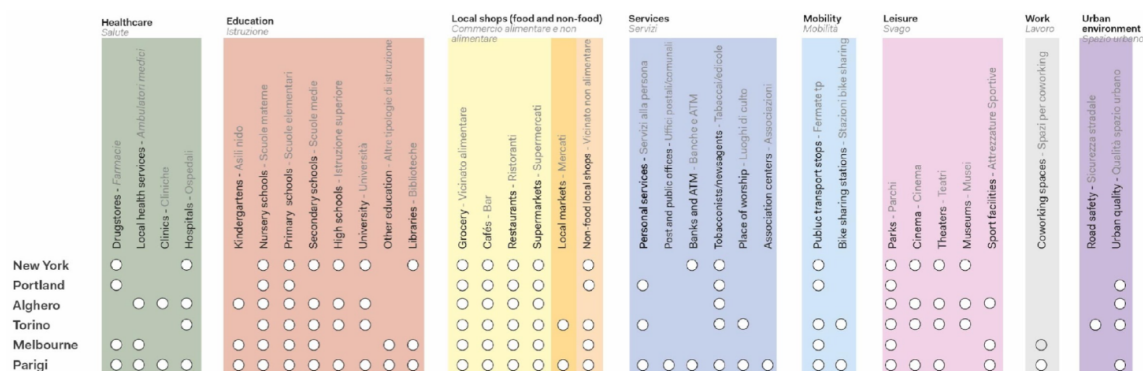 Healthcare
Salute
Education
Istruzione
Local shops (food and non-food)
Commercio alimentare e non
alimentare
Services
Servizi
Mobility
Mobilità
Leisure
Svago
Work
Lavoro
Urban
environment
Spazio urbano
Drugstores - Farmacie
Local health services - Ambulatori medici
Clinics - Cliniche
Hospitals - Ospedali
Kindergartens - Asili nido
Nursery schools - Scuole materne
Primary schools - Scuole elementari
Secondary schools - Scuole medie
High schools - Istruzione superiore
University - Università
Other education - Altre tipologie di istruzione
Libraries - Biblioteche
Grocery - Vicinato alimentare
Cafés - Bar
Restaurants - Ristoranti
Supermarkets - Supermercati
Local markets - Mercati
Non-food local shops - Vicinato non alimentare
Personal services - Servizi alla persona
Post and public offices - Uffici postali/comunali
Banks and ATM - Banche e ATM
Tobacconists/newsagents - Tabaccai/edicole
Place of worship - Luoghi di culto
Association centers - Associazioni
Public transport stops - Fermate tp
Bike sharing stations - Stazioni bike sharing
Parks - Parchi
Cinema - Cinema
Theaters - Teatri
Museums - Musei
Sport facilities - Attrezzature Sportive
Coworking spaces - Spazi per coworking
Road safety - Sicurezza stradale
Urban quality - Qualità spazio urbano
New York
Portland
Alghero
Torino
Melbourne
Parigi